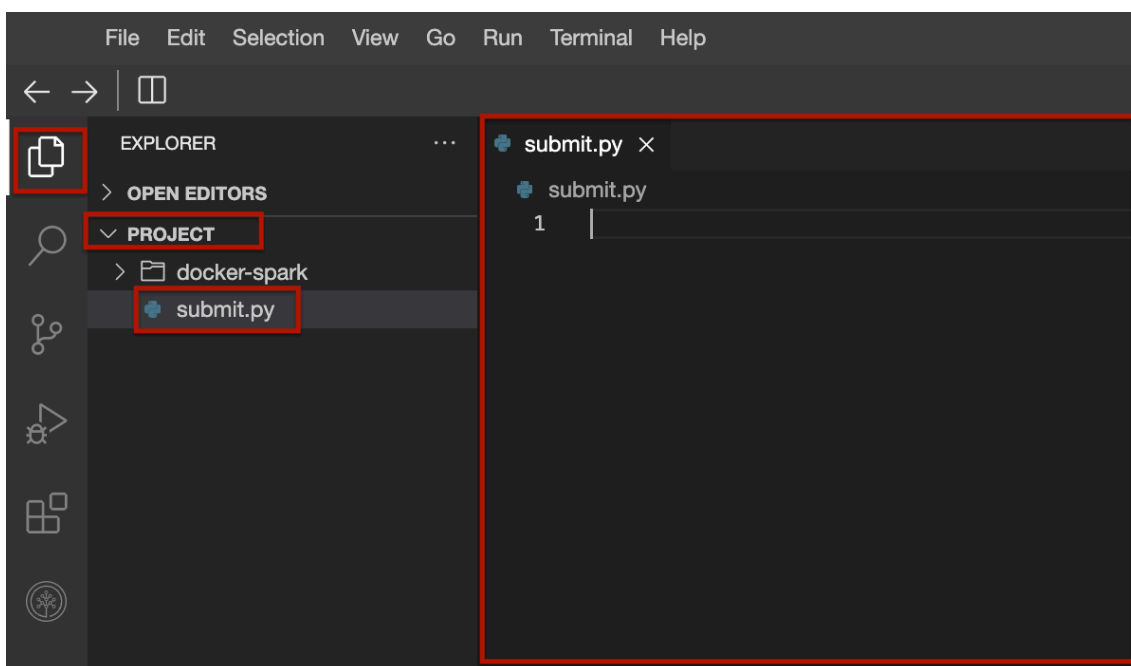 File Edit Selection View Go Run Terminal Help
EXPLORER
OPEN EDITORS
PROJECT
docker-spark
submit.py
submit.py
submit.py
1